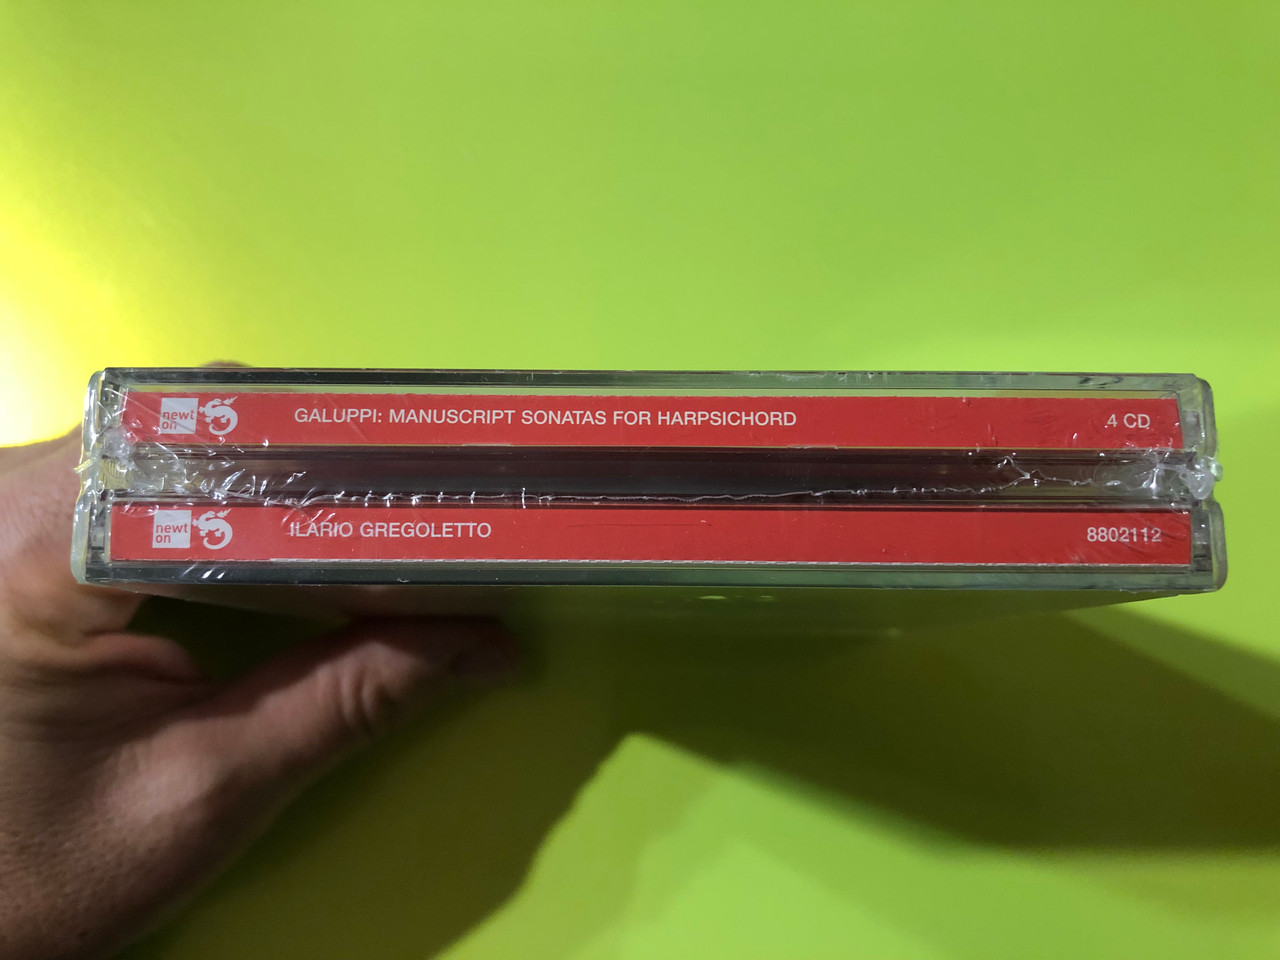 newt
on
GALUPPI: MANUSCRIPT SONATAS FOR HARPSICHORD
4 CD
newt
on
ILARIO GREGOLETTO
8802112